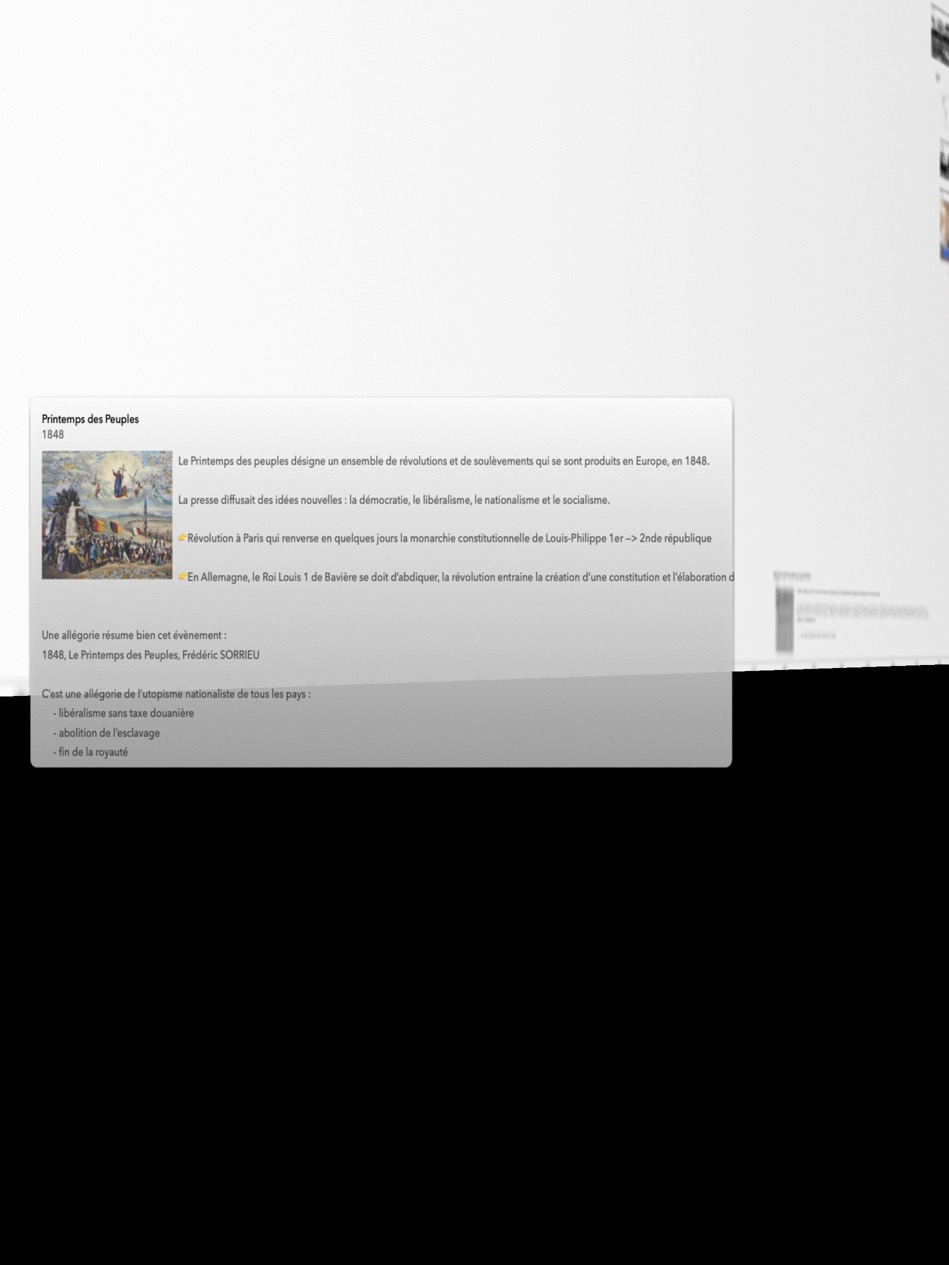 Printemps des Peuples
1848
Le Printemps des peuples désigne un ensemble de révolutions et de soulèvements qui se sont produits en Europe, en 1848.
La presse diffusait des idées nouvelles : la démocratie, le libéralisme, le nationalisme et le socialisme.
👉Révolution à Paris qui renverse en quelques jours la monarchie constitutionnelle de Louis-Philippe 1er –> 2nde république
👉En Allemagne, le Roi Louis 1 de Bavière se doit d'abdiquer, la révolution entraine la création d'une constitution et l'élaboration d
Une allégorie résume bien cet évènement :
1848, Le Printemps des Peuples, Frédéric SORRIEU
C'est une allégorie de l'utopisme nationaliste de tous les pays :
- libéralisme sans taxe douanière
- abolition de l'esclavage
- fin de la royauté